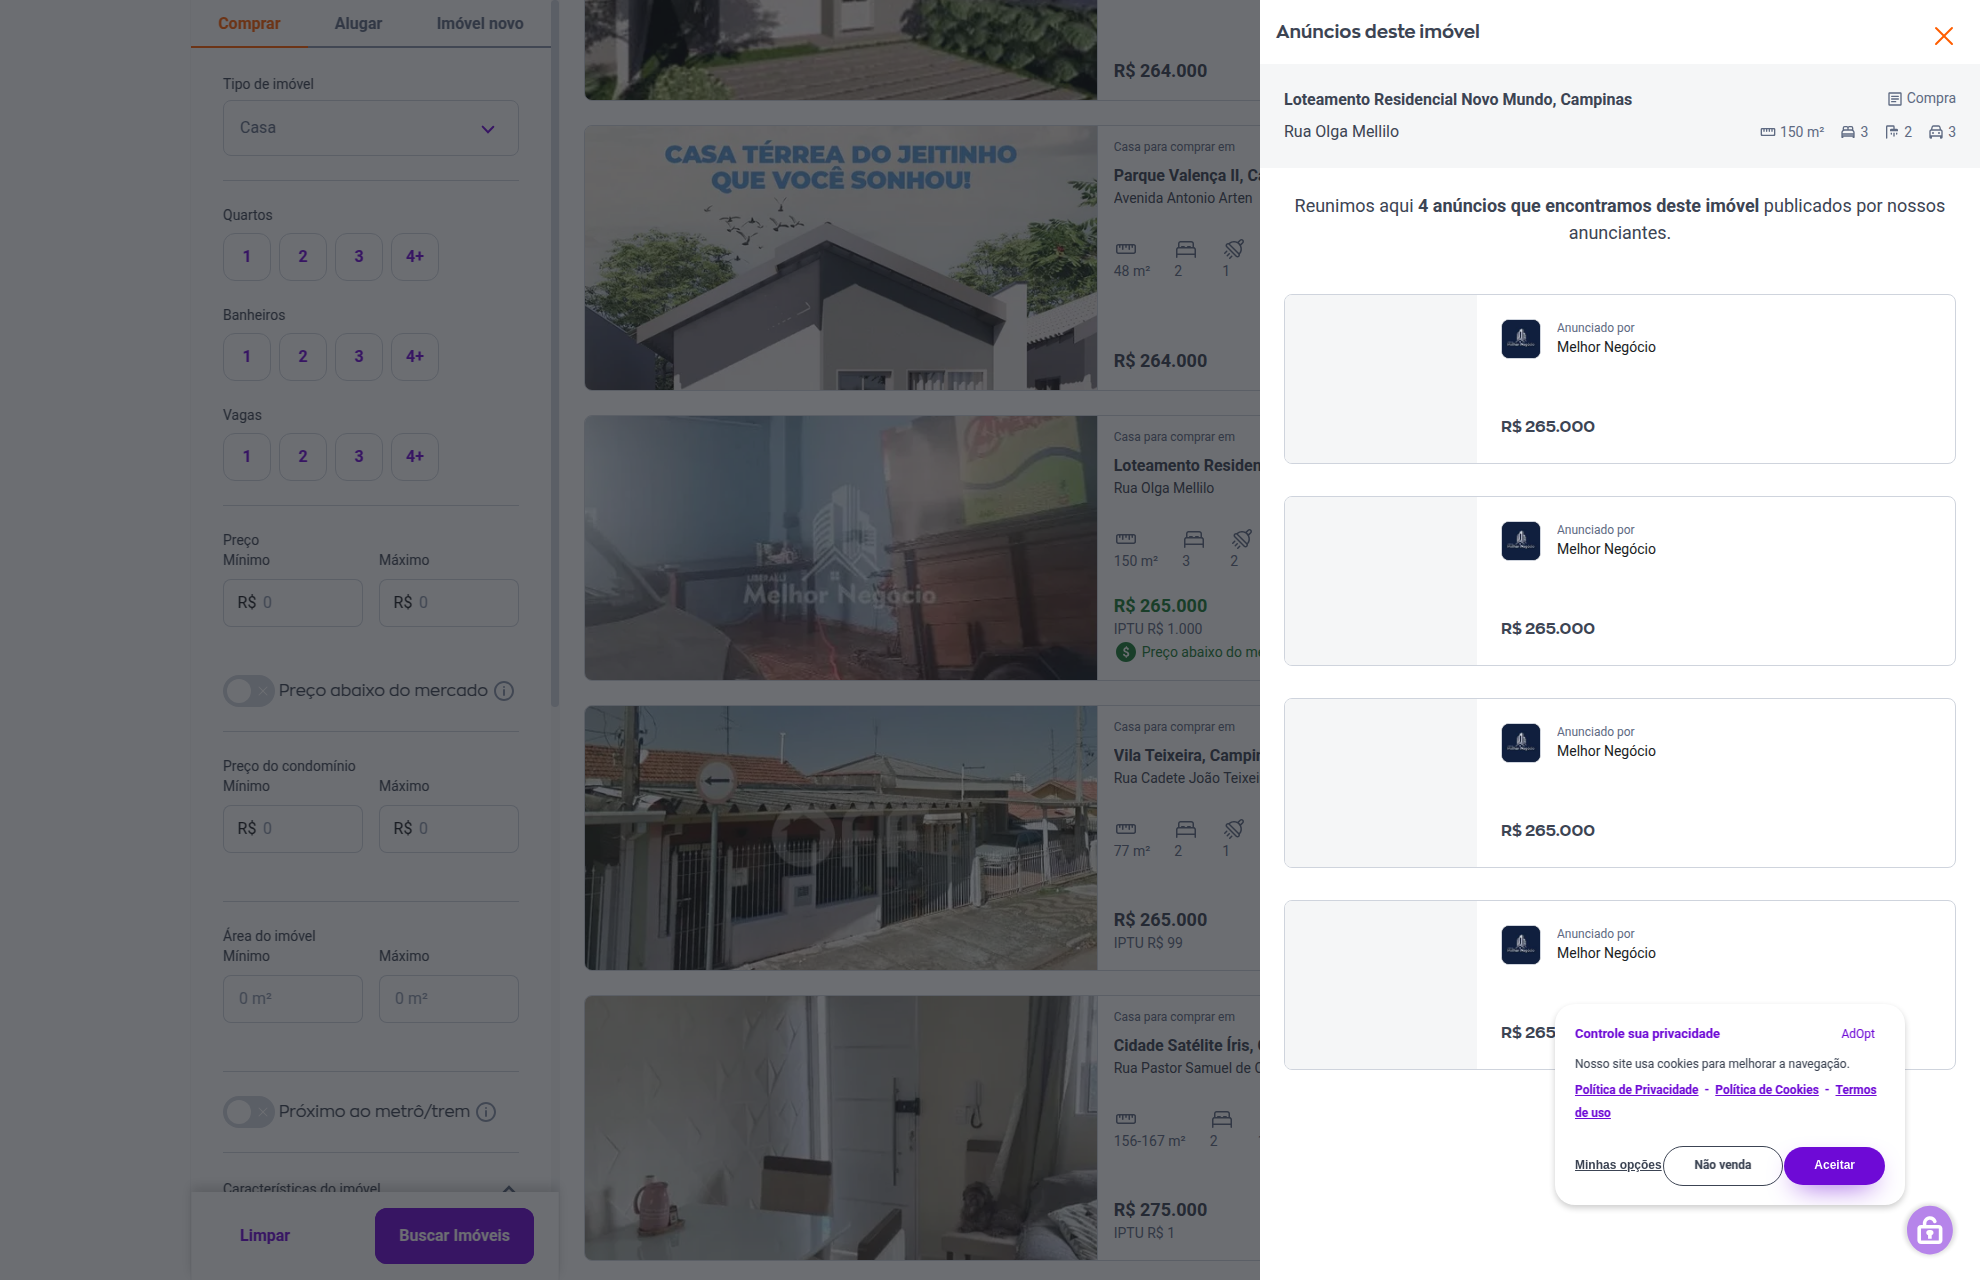 Comprar
Alugar
Imóvel novo
Tipo de imóvel
Casa
Quartos
1
2
3
4+
Banheiros
1
2
3
4+
Vagas
1
2
3
4+
Preço
Mínimo
Máximo
R$ 0
R$ 0
Preço abaixo do mercado
Preço do condomínio
Mínimo
Máximo
R$ 0
R$ 0
Área do imóvel
Mínimo
Máximo
0 m²
0 m²
Próximo ao metrô/trem
Características do imóvel
Limpar
Buscar Imóveis
R$ 264.000
CASA TÉRREA DO JEITINHO
QUE VOCÊ SONHOU!
Casa para comprar em
Parque Valença II,
Avenida Antonio Arten
48 m²
2
1
R$ 264.000
LIBERALLI
Melhor Negócio
Casa para comprar em
Loteamento
Rua Olga Mellilo
150 m²
3
2
R$ 265.000
IPTU R$ 1.000
Preço abaixo do
Casa para comprar em
Vila Teixeira,
Rua Cadete João
77 m²
2
1
R$ 265.000
IPTU R$ 99
Casa para comprar em
Cidade Satélite Íris,
Rua Pastor Samuel de
156-167 m²
2
R$ 275.000
IPTU R$ 1
Anúncios deste imóvel
Loteamento Residencial Novo Mundo, Campinas
Compra
Rua Olga Mellilo
150 m²
3
2
3
Reunimos aqui 4 anúncios que encontramos deste imóvel publicados por nossos
anunciantes.
Anunciado por
Melhor Negócio
R$ 265.000
Anunciado por
Melhor Negócio
R$ 265.000
Anunciado por
Melhor Negócio
R$ 265.000
Anunciado por
Melhor Negócio
R$ 265
Controle sua privacidade
AdOpt
Nosso site usa cookies para melhorar a navegação.
Política de Privacidade - Política de Cookies - Termos
de uso
Minhas opções
Não venda
Aceitar